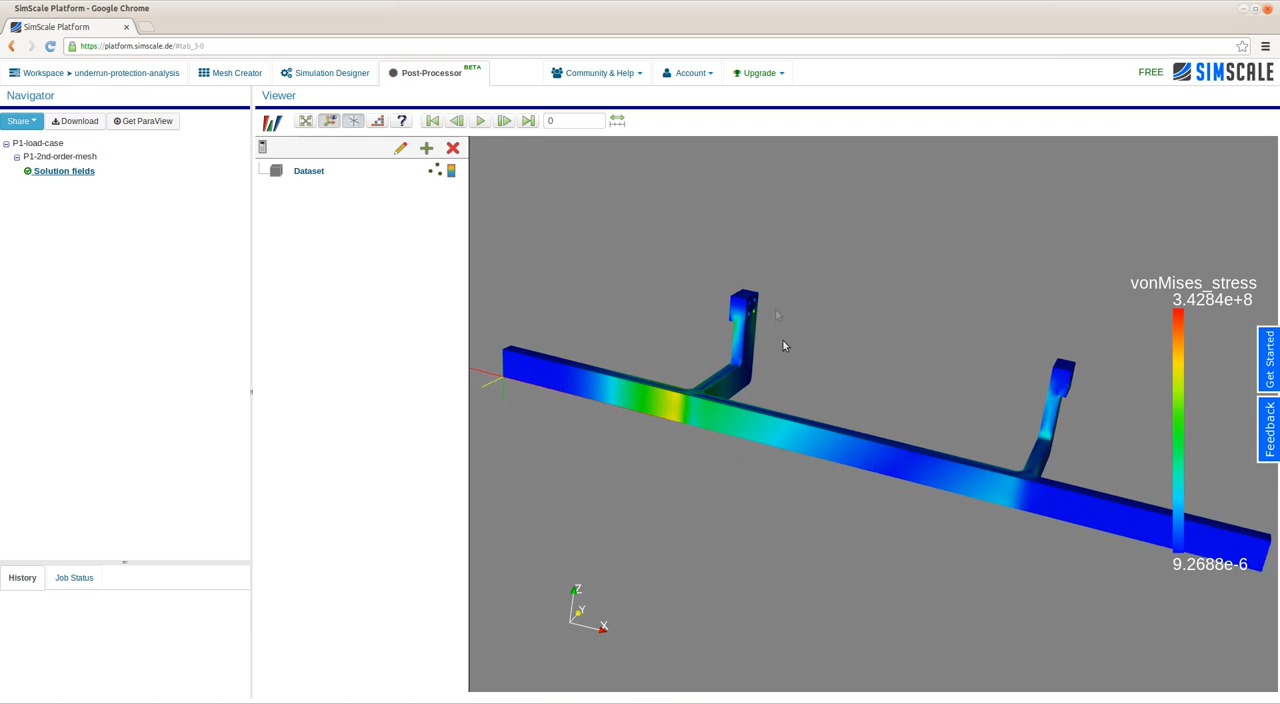 SimScale Platform - Google Chrome
SimScale Platform
https://platform.simscale.de/#tab_3-0
Workspace ➤ underrun-protection-analysis
Mesh Creator
Simulation Designer
Post-Processor
BETA
Community & Help
Account
Upgrade
FREE
SIMSCALE
Navigator
Viewer
Share
Download
Get ParaView
?
0
P1-load-case
P1-2nd-order-mesh
Solution fields
Dataset
vonMises_stress
3.4284e+8
9.2688e-6
Get Started
Feedback
Z
Y
X
History
Job Status